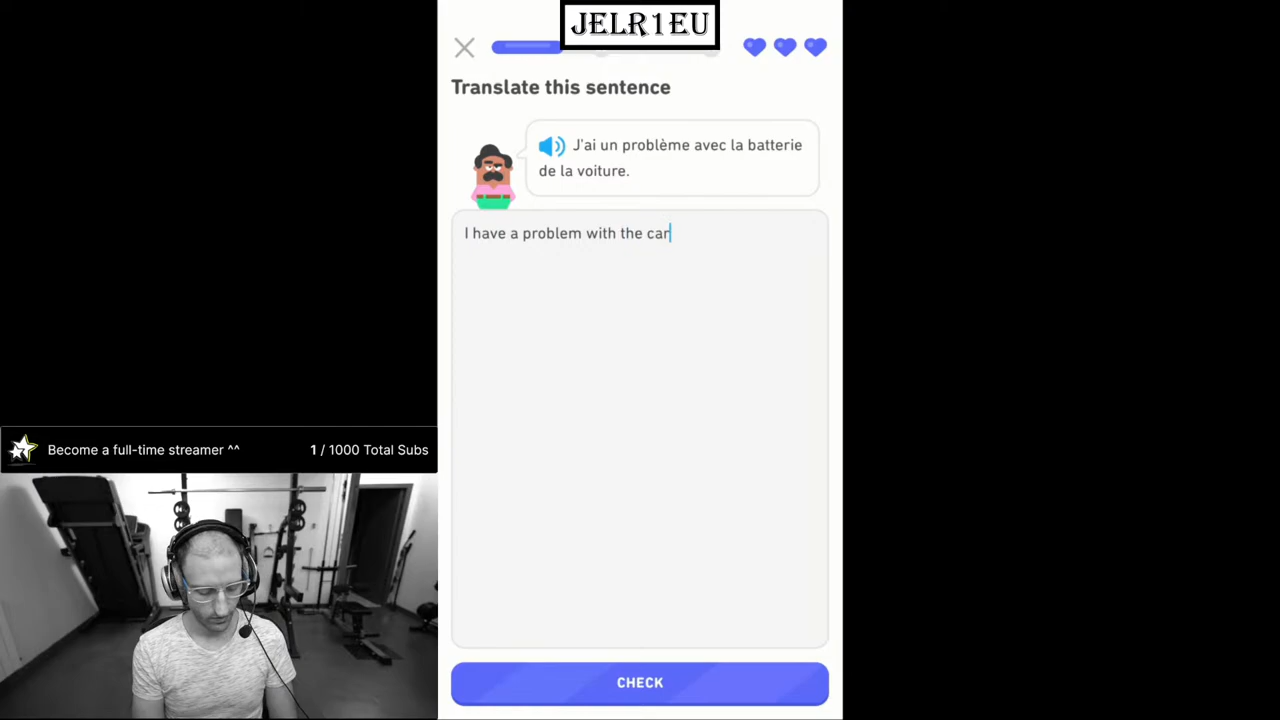 JELR1EU
Translate this sentence
J'ai un problème avec la batterie
de la voiture.
I have a problem with the car
Become a full-time streamer ^^ 1 / 1000 Total Subs
CHECK